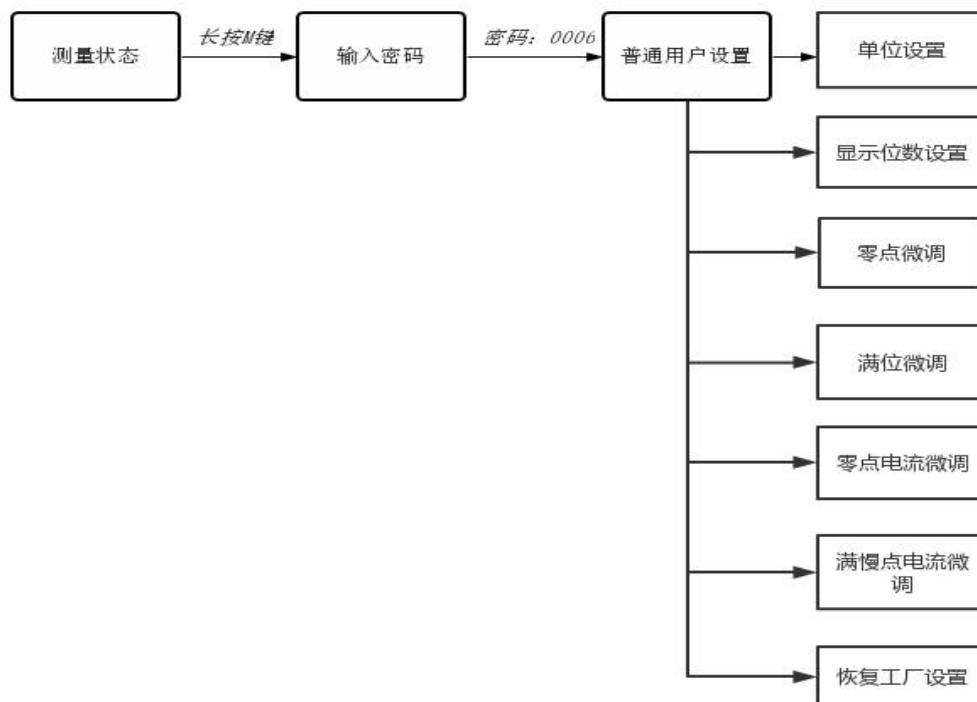 测量状态
长按M键
输入密码
密码：0006
普通用户设置
单位设置
显示位数设置
零点微调
满位微调
零点电流微调
满慢点电流微
调
恢复工厂设置